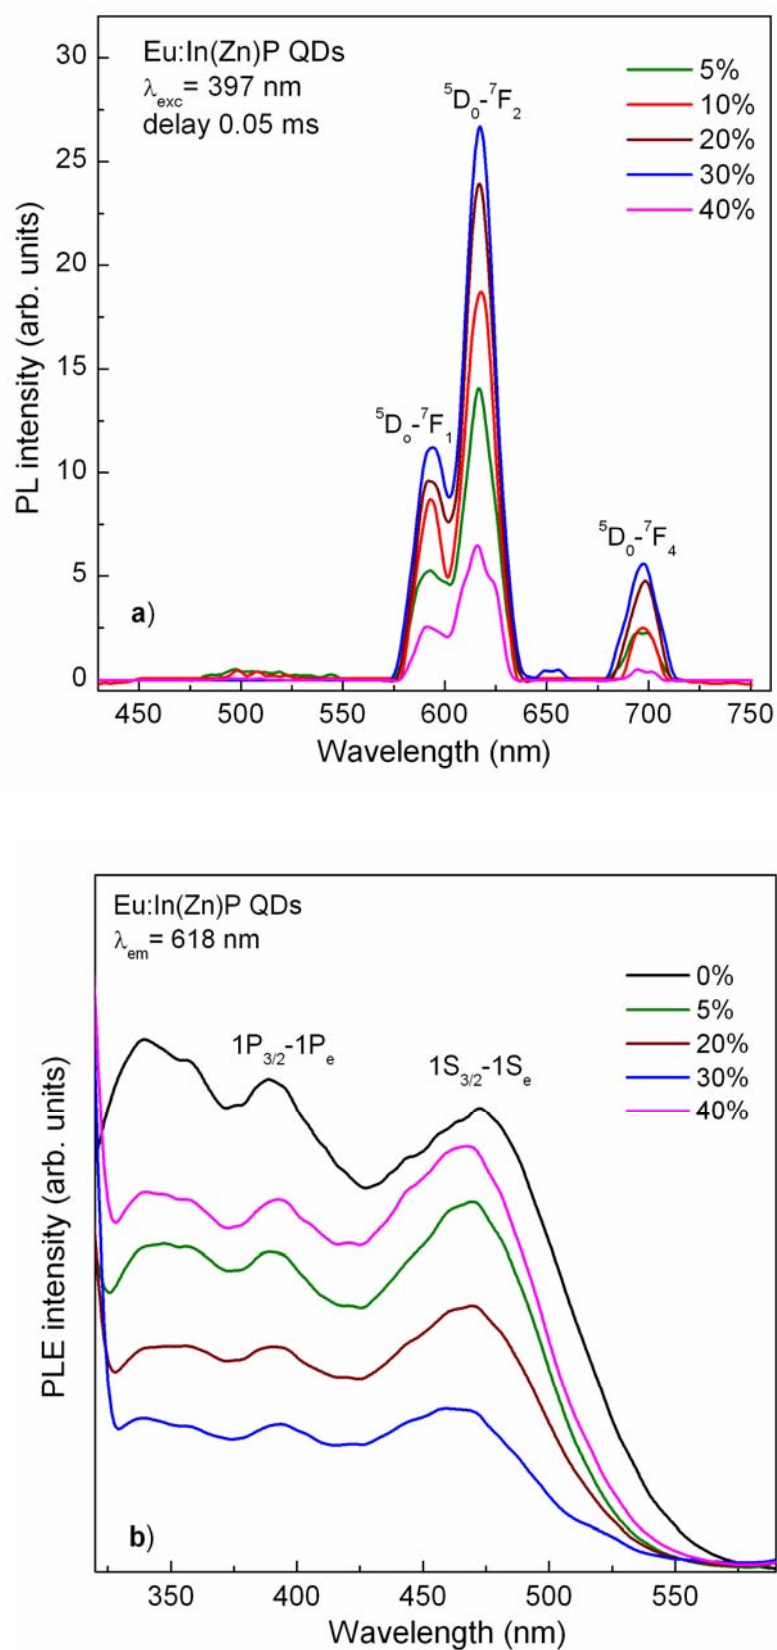 Eu:In(Zn)P QDs
λexc= 397 nm
delay 0.05 ms
5%
10%
20%
30%
40%
⁵D₀-⁷F₂
⁵Dₒ-⁷F₁
⁵D₀-⁷F₄
30
25
20
15
10
5
0
PL intensity (arb. units)
a)
450 500 550 600 650 700 750
Wavelength (nm)
Eu:In(Zn)P QDs
λem= 618 nm
0%
5%
20%
30%
40%
1P3/2-1Pe
1S3/2-1Se
PLE intensity (arb. units)
b)
350 400 450 500 550
Wavelength (nm)